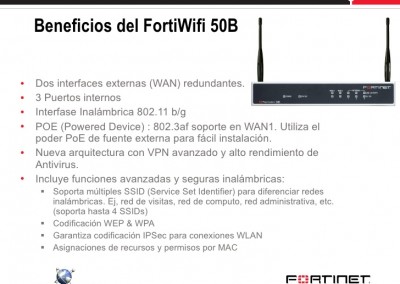 Beneficios del FortiWifi 50B
FORTINET
• Dos interfaces externas (WAN) redundantes.
• 3 Puertos internos
• Interfase Inalámbrica 802.11 b/g
• POE (Powered Device) : 802.3af soporte en WAN1. Utiliza el
poder PoE de fuente externa para fácil instalación.
• Nueva arquitectura con VPN avanzado y alto rendimiento de
Antivirus.
• Incluye funciones avanzadas y seguras inalámbricas:
▪ Soporta múltiples SSID (Service Set Identifier) para diferenciar redes
inalámbricas. Ej, red de visitas, red de computo, red administrativa, etc.
(soporta hasta 4 SSIDs)
▪ Codificación WEP & WPA
▪ Garantiza codificación IPSec para conexiones WLAN
▪ Asignaciones de recursos y permisos por MAC
FORTINET